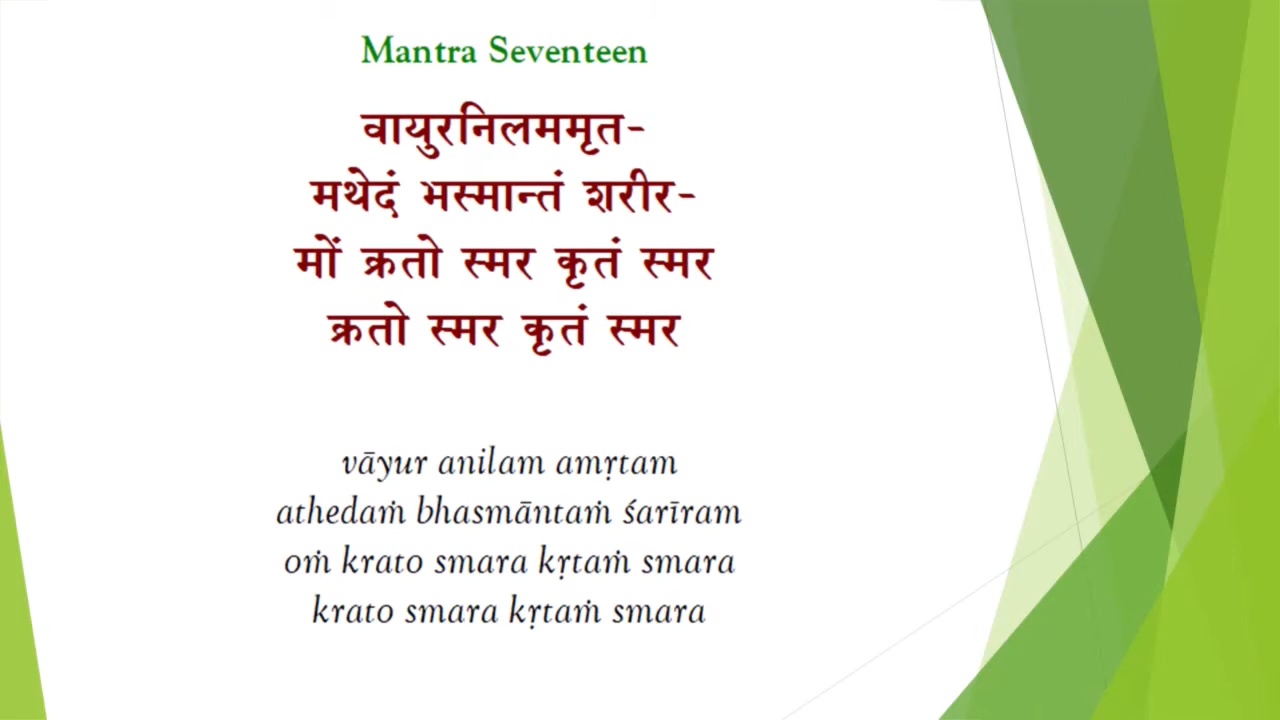 Mantra Seventeen
वायुरनिलममृत-
मथेदं भस्मान्तं शरीर-
मों क्रतो स्मर कृतं स्मर
क्रतो स्मर कृतं स्मर
vāyur anilam amṛtam
athedaṁ bhasmāntaṁ śarīram
oṁ krato smara kṛtaṁ smara
krato smara kṛtaṁ smara